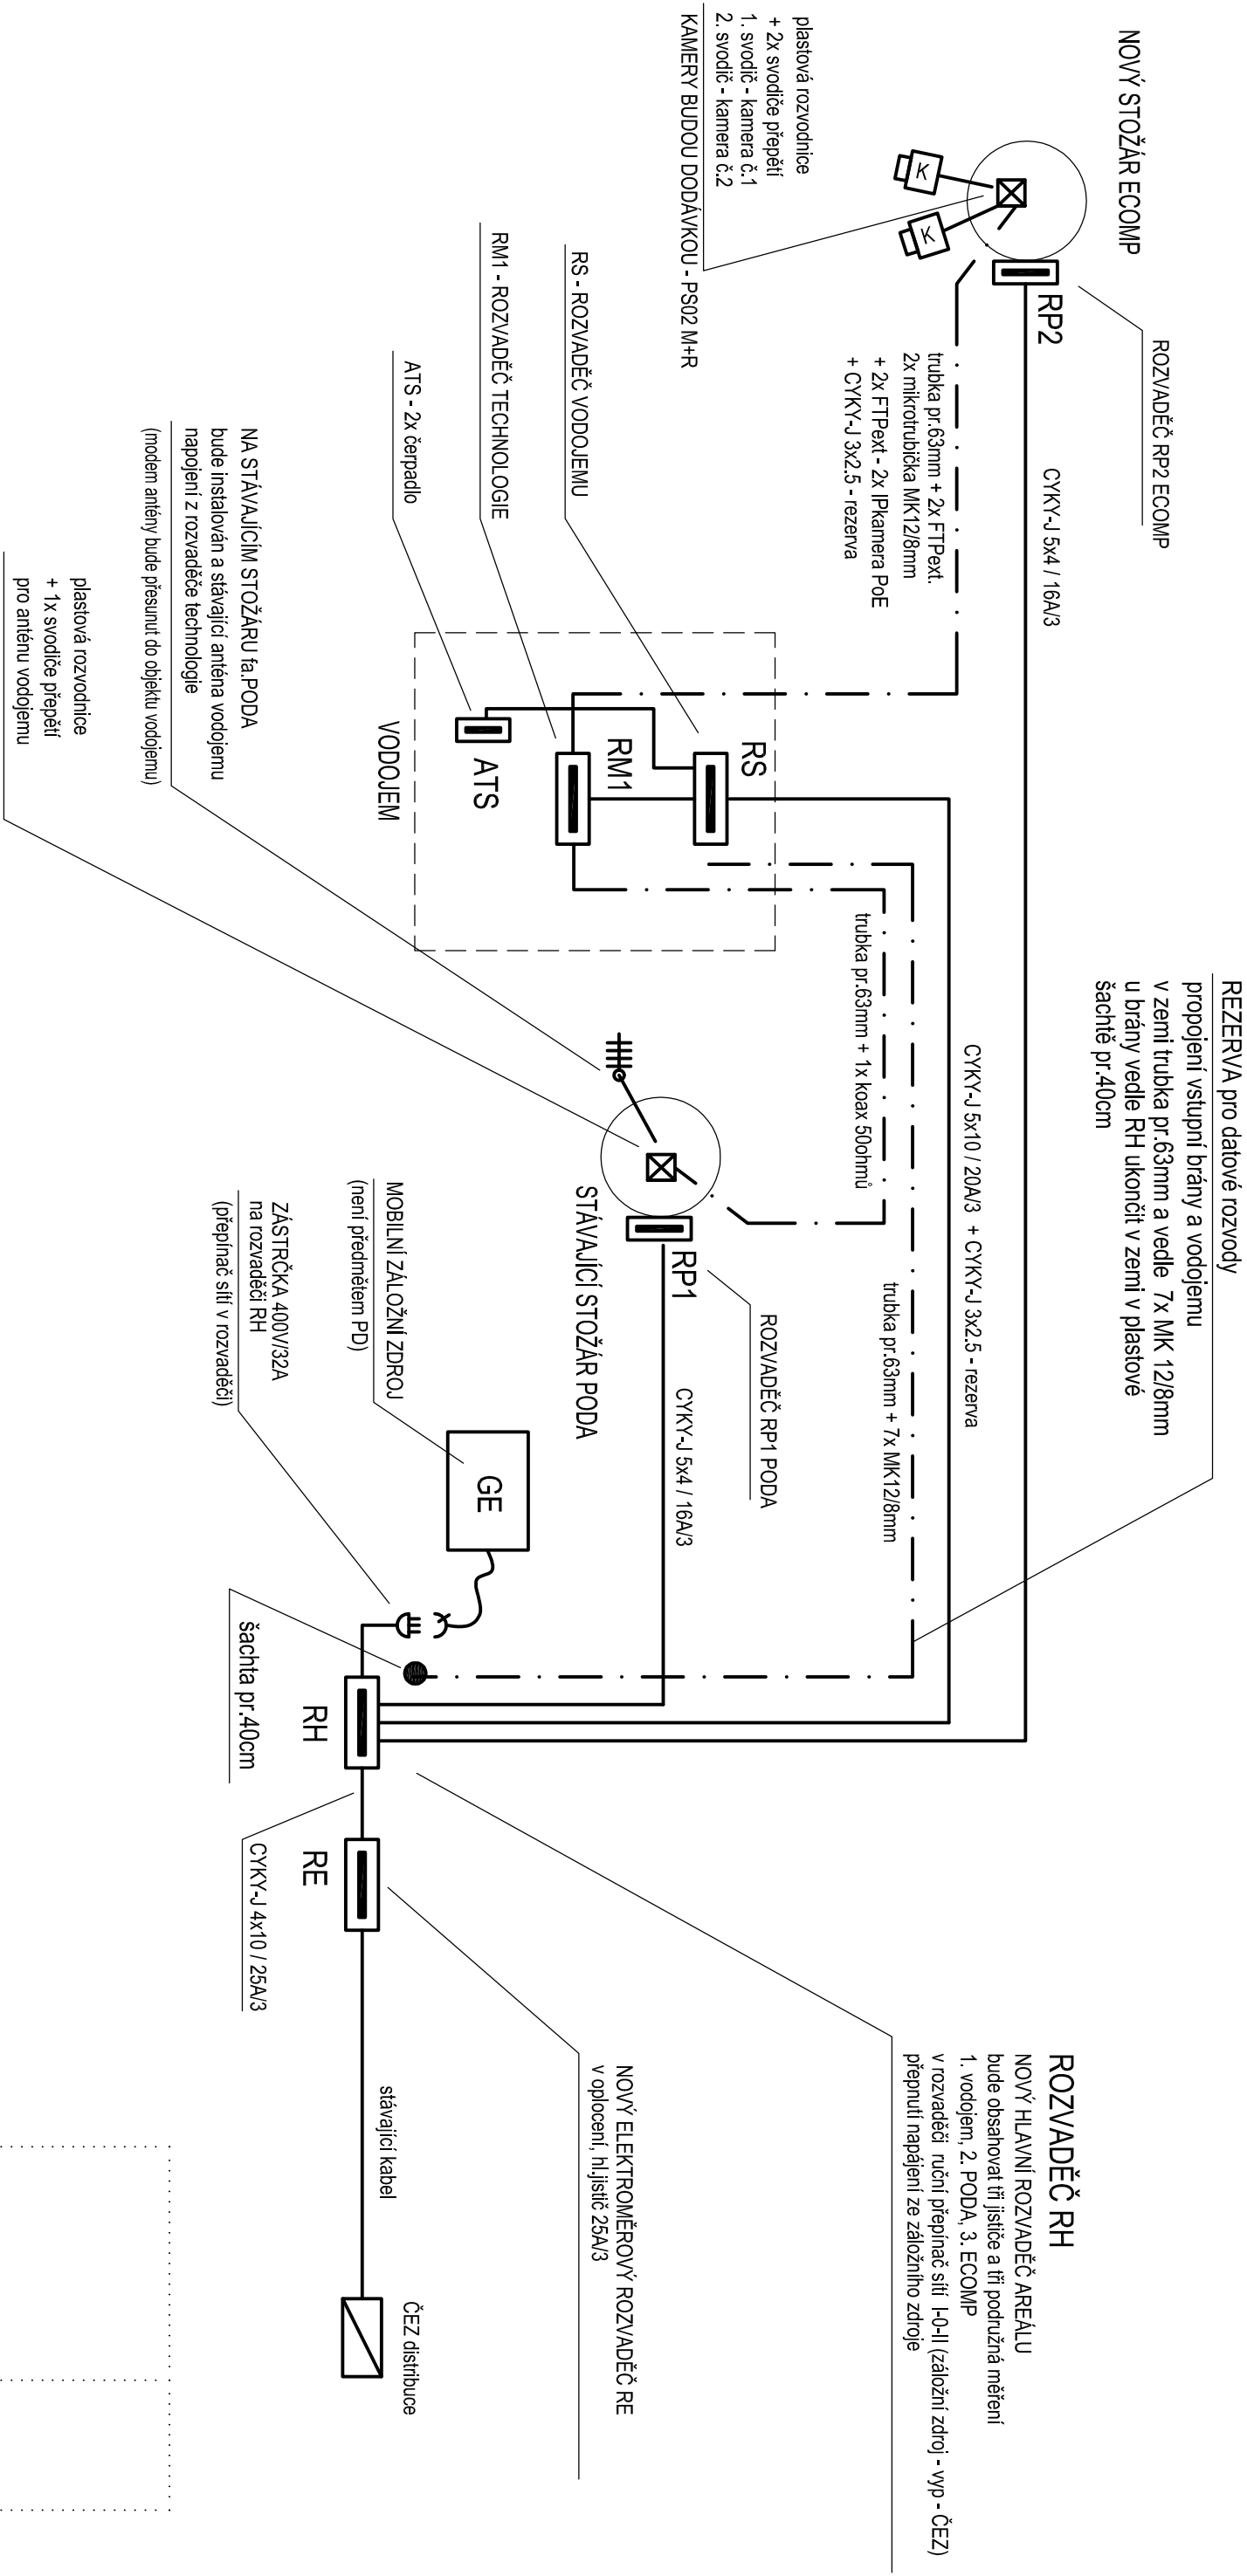 NOVÝ STOŽÁR ECOMP
K
K
RP2
ROZVADĚČ RP2 ECOMP
plastová rozvodnice
+ 2x svodiče přepětí
1. svodič - kamera č.1
2. svodič - kamera č.2
KAMERY BUDOU DODÁVKOU - PS02 M+R
CYKY-J 5x4 / 16A/3
trubka pr.63mm + 2x FTPext.
2x mikrotrubička MK12/8mm
+ 2x FTPext - 2x IPkamera PoE
+ CYKY-J 3x2.5 - rezerva
RS - ROZVADĚČ VODOJEMU
RM1 - ROZVADĚČ TECHNOLOGIE
ATS - 2x čerpadlo
RS
RM1
ATS
VODOJEM
NA STÁVAJÍCÍM STOŽÁRU fa.PODA
bude instalován a stávající anténa vodojemu
napojení z rozvaděče technologie
(modem antény bude přesunut do objektu vodojemu)
plastová rozvodnice
+ 1x svodiče přepětí
pro anténu vodojemu
REZERVA pro datové rozvody
propojení vstupní brány a vodojemu
v zemi trubka pr.63mm a vedle 7x MK 12/8mm
u brány vedle RH ukončit v zemi v plastové
šachtě pr.40cm
CYKY-J 5x10 / 20A/3 + CYKY-J 3x2.5 - rezerva
trubka pr.63mm + 1x koax 50ohmů
trubka pr.63mm + 7x MK12/8mm
RP1
ROZVADĚČ RP1 PODA
STÁVAJÍCÍ STOŽÁR PODA
CYKY-J 5x4 / 16A/3
MOBILNÍ ZÁLOŽNÍ ZDROJ
(není předmětem PD)
GE
ZÁSTRČKA 400V/32A
na rozvaděči RH
(přepínač sítí v rozvaděči)
šachta pr.40cm
RH
CYKY-J 4x10 / 25A/3
RE
ROZVADĚČ RH
NOVÝ HLAVNÍ ROZVADĚČ AREÁLU
bude obsahovat tři jističe a tři podružná měření
1. vodojem, 2. PODA, 3. ECOMP
v rozvaděči ruční přepínač sítí I-0-II (záložní zdroj - vyp - ČEZ)
přepnutí napájení ze záložního zdroje
NOVÝ ELEKTROMĚROVÝ ROZVADĚČ RE
v oplocení, hl.jistič 25A/3
stávající kabel
ČEZ distribuce